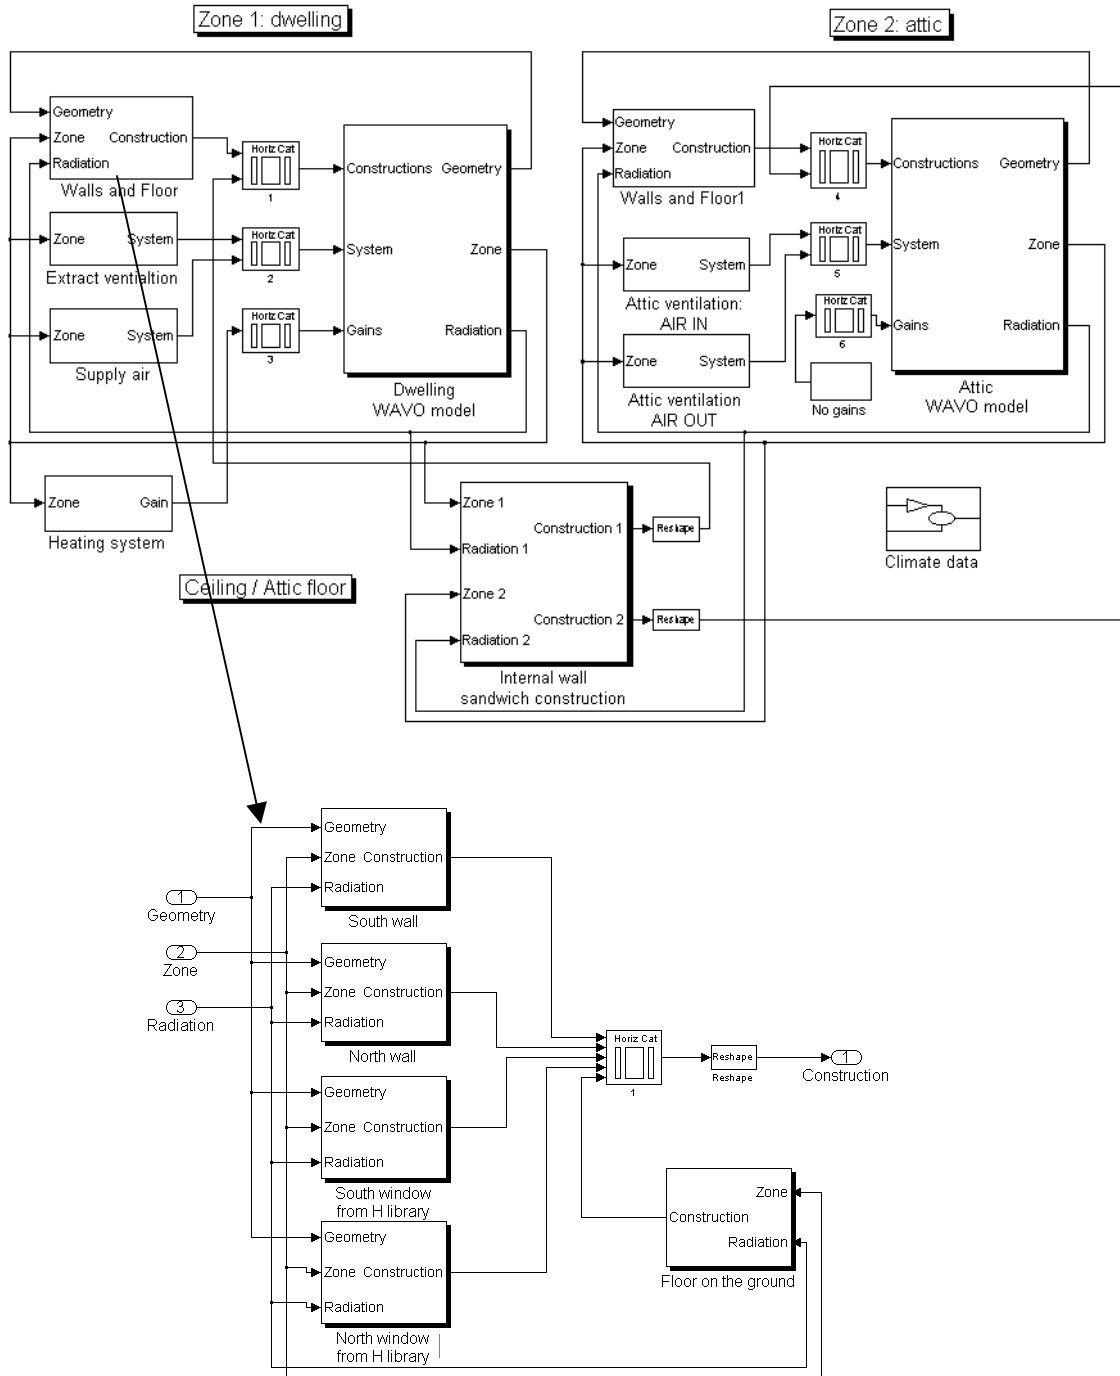 Zone 1: dwelling
Zone 2: attic
Geometry
Zone Construction
Radiation
Walls and Floor
Zone System
Extract ventialtion
Zone System
Supply air
Horiz Cat
1
Horiz Cat
2
Horiz Cat
3
Constructions Geometry
System Zone
Gains Radiation
Dwelling
WAVO model
Zone Gain
Heating system
Geometry
Zone Construction
Radiation
Walls and Floor1
Zone System
Attic ventilation:
AIR IN
Zone System
Attic ventilation
AIR OUT
Horiz Cat
4
Horiz Cat
5
Horiz Cat
6
No gains
Constructions Geometry
System Zone
Gains Radiation
Attic
WAVO model
Ceiling / Attic floor
Zone 1
Construction 1
Radiation 1
Zone 2
Construction 2
Radiation 2
Internal wall
sandwich construction
Reshape
Reshape
Climate data
1
Geometry
2
Zone
3
Radiation
Geometry
Zone Construction
Radiation
South wall
Geometry
Zone Construction
Radiation
North wall
Geometry
Zone Construction
Radiation
South window
from H library
Geometry
Zone Construction
Radiation
North window
from H library
Horiz Cat
1
Reshape
Reshape
1
Construction
Zone
Construction
Radiation
Floor on the ground